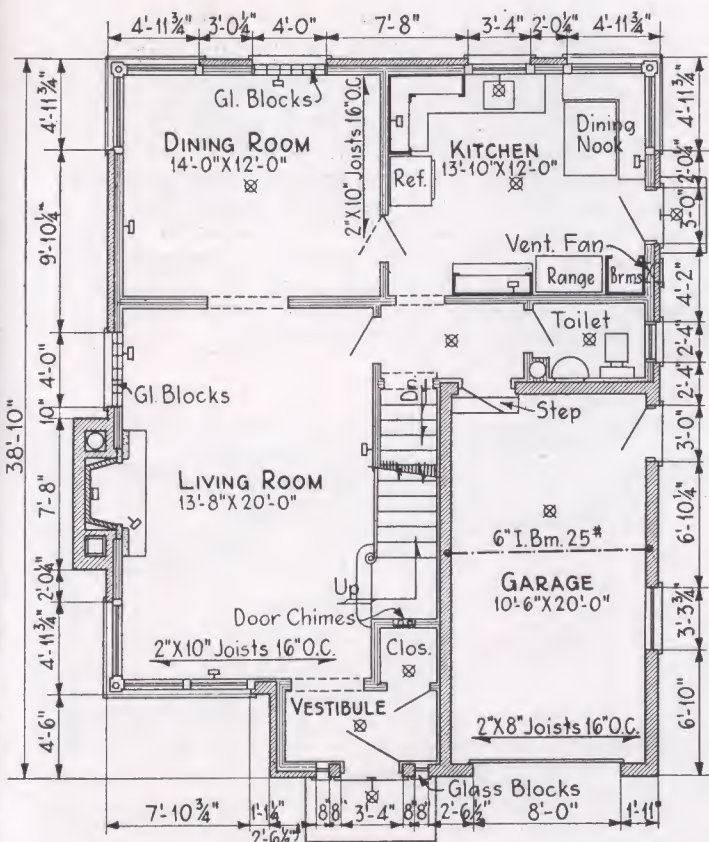 4'-11¾" 3'-0¼" 4'-0" 7'-8" 3'-4" 2'-0¼" 4'-11¾"
Gl. Blocks
DINING ROOM
14'-0"X12'-0"
2"X10" Joists 16"O.C.
KITCHEN
13'-10"X12'-0"
Ref.
Dining
Nook
Vent. Fan
Range
Brms
Toilet
Gl. Blocks
Dn.
Step
LIVING ROOM
13'-8"X20'-0"
6" I.Bm. 25#
GARAGE
10'-6"X20'-0"
Up
Door Chimes
Clos.
2"X10" Joists 16"O.C.
VESTIBULE
2"X8" Joists 16"O.C.
Glass Blocks
38'-10"
4'-11¾"
9'-10¼"
4'-0"
10"
7'-8"
2'-0¼"
4'-11¾"
4'-6"
4'-11¾"
2'-0¼"
3'-0"
4'-2"
2'-4"
2'-4"
3'-0"
6'-10¼"
3'-3¾"
6'-10"
7'-10¾" 1'-1¼" 2'-6½" 8" 8" 3'-4" 8" 8" 2'-6½" 8'-0" 1'-11"